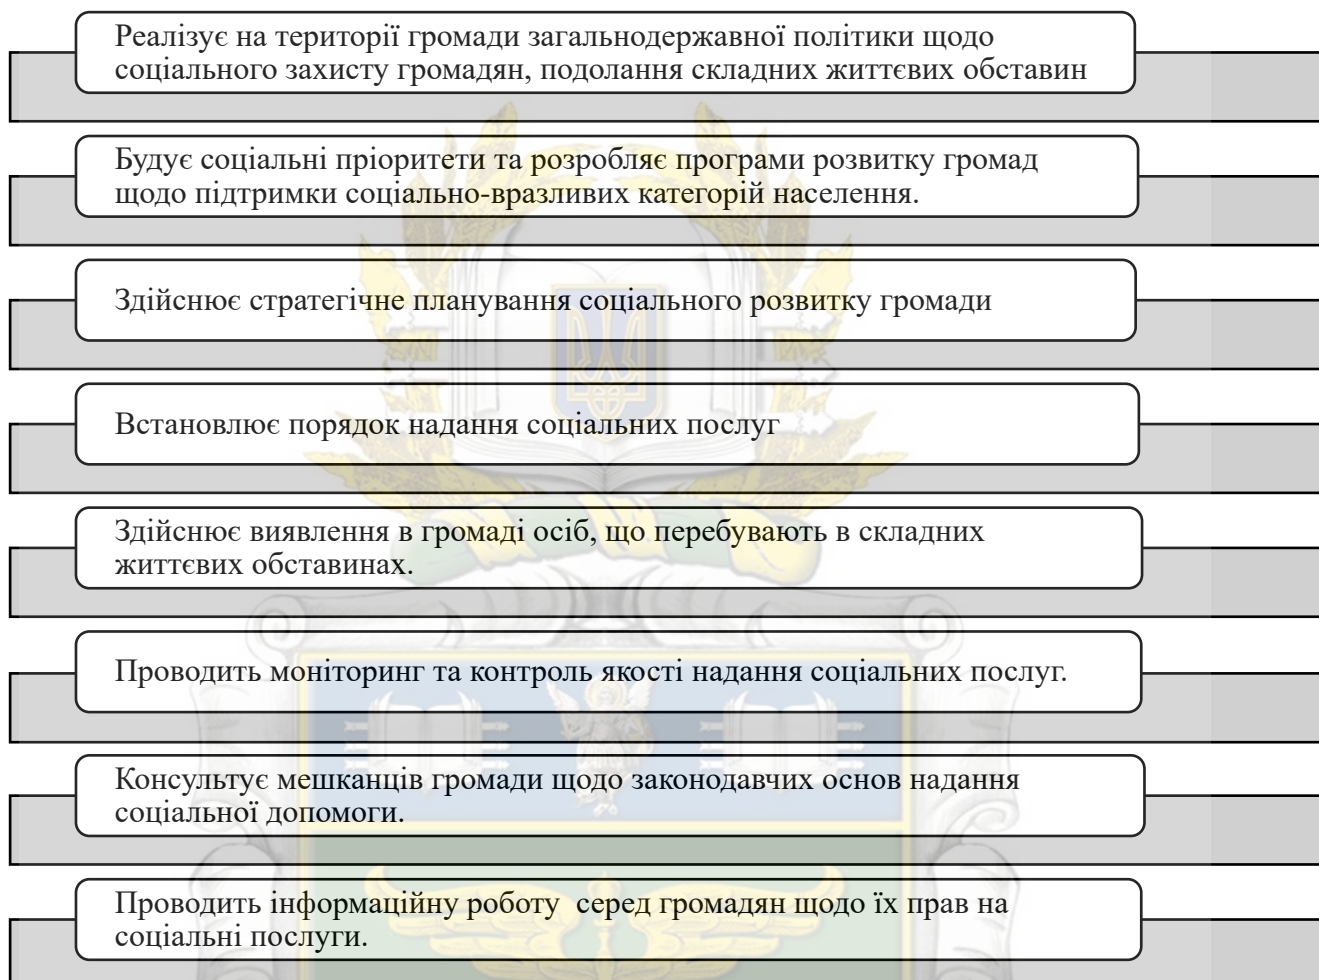 Реалізує на території громади загальнодержавної політики щодо
соціального захисту громадян, подолання складних життєвих обставин
Будує соціальні пріоритети та розробляє програми розвитку громад
щодо підтримки соціально-вразливих категорій населення.
Здійснює стратегічне планування соціального розвитку громади
Встановлює порядок надання соціальних послуг
Здійснює виявлення в громаді осіб, що перебувають в складних
життєвих обставинах.
Проводить моніторинг та контроль якості надання соціальних послуг.
Консультує мешканців громади щодо законодавчих основ надання
соціальної допомоги.
Проводить інформаційну роботу  серед громадян щодо їх прав на
соціальні послуги.